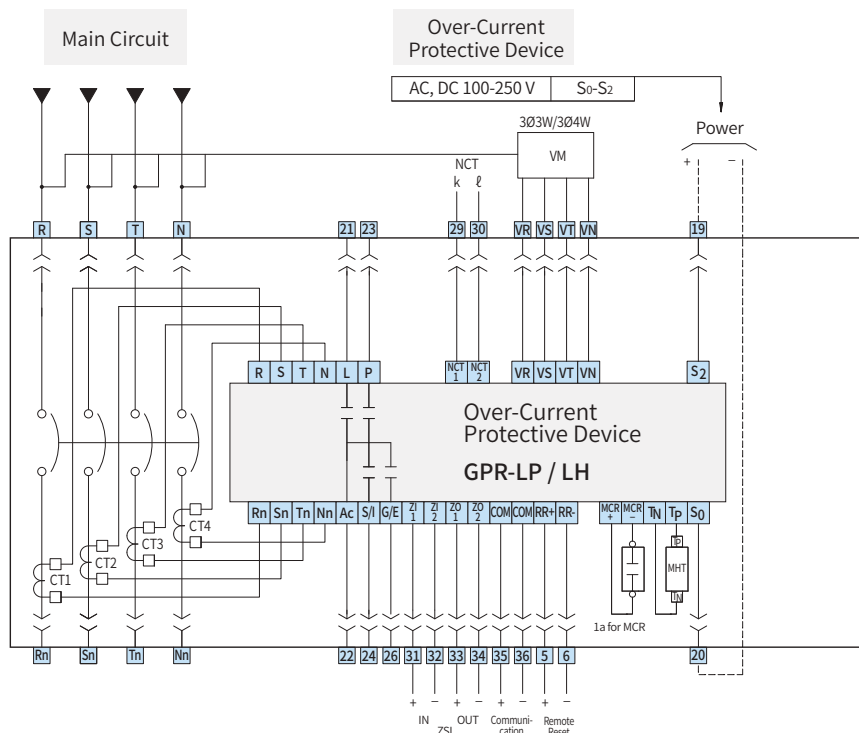 Main Circuit
Over-Current
Protective Device
AC, DC 100-250 V S0-S2
3Ø3W/3Ø4W
Power
VM
NCT
k ℓ
+ −
R S T N 21 23 29 30 VR VS VT VN 19
R S T N L P NCT 1 NCT 2 VR VS VT VN S2
Over-Current
Protective Device
GPR-LP / LH
Rn Sn Tn Nn Ac S/I G/E ZI 1 ZI 2 ZO 1 ZO 2 COM COM RR+ RR- MCR + MCR − TN TP S0
CT1 CT2 CT3 CT4
TP
MHT
TN
1a for MCR
Rn Sn Tn Nn 22 24 26 31 32 33 34 35 36 5 6 20
+ − + − + − + −
IN OUT Communi- Remote
ZSI cation Reset